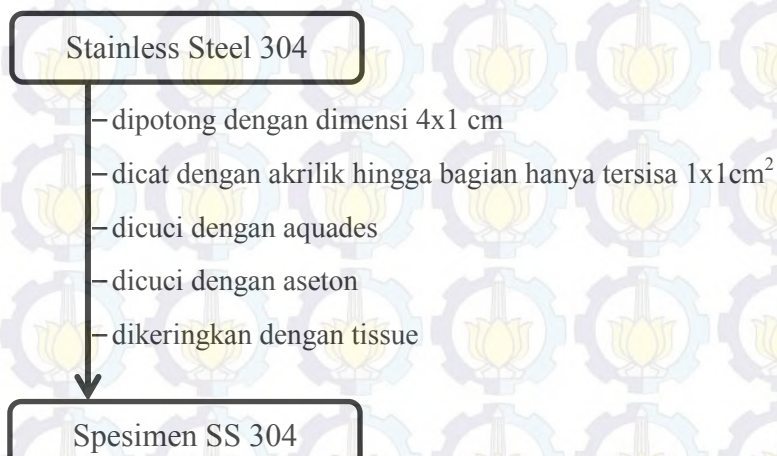 Stainless Steel 304
–dipotong dengan dimensi 4x1 cm
–dicat dengan akrilik hingga bagian hanya tersisa 1x1cm²
–dicuci dengan aquades
–dicuci dengan aseton
–dikeringkan dengan tissue
Spesimen SS 304